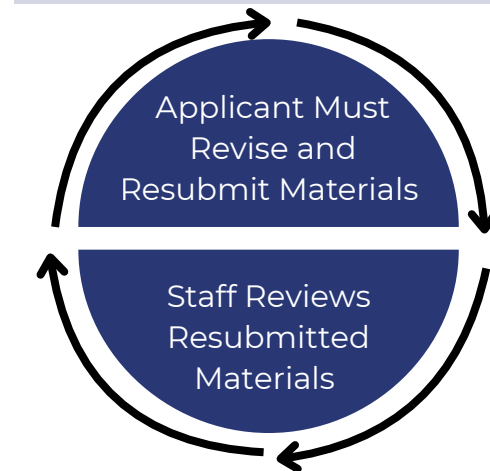 Applicant Must
Revise and
Resubmit Materials
Staff Reviews
Resubmitted
Materials